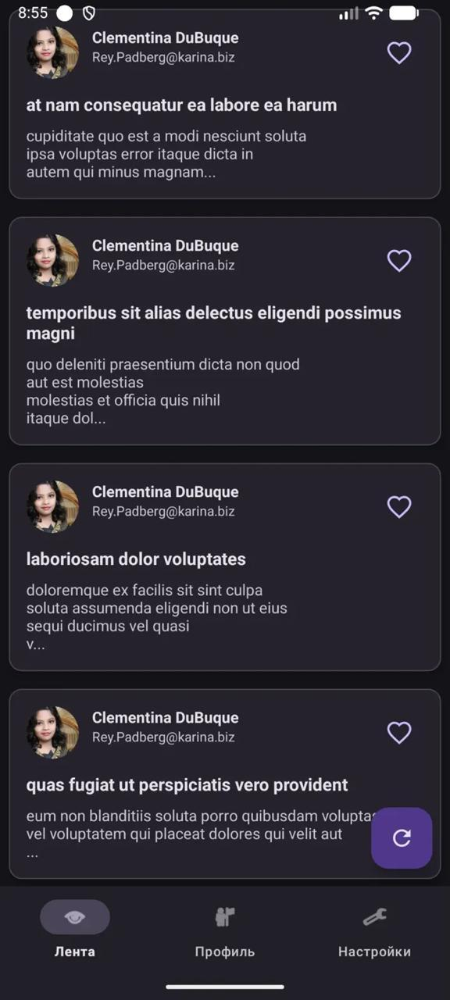 8:55
Clementina DuBuque
Rey.Padberg@karina.biz
at nam consequatur ea labore ea harum
cupiditate quo est a modi nesciunt soluta
ipsa voluptas error itaque dicta in
autem qui minus magnam...
Clementina DuBuque
Rey.Padberg@karina.biz
temporibus sit alias delectus eligendi possimus
magni
quo deleniti praesentium dicta non quod
aut est molestias
molestias et officia quis nihil
itaque dol...
Clementina DuBuque
Rey.Padberg@karina.biz
laboriosam dolor voluptates
doloremque ex facilis sit sint culpa
soluta assumenda eligendi non ut eius
sequi ducimus vel quasi
v...
Clementina DuBuque
Rey.Padberg@karina.biz
quas fugiat ut perspiciatis vero provident
eum non blanditiis soluta porro quibusdam
vel voluptatem qui placeat dolores qui velit aut
...
Лента
Профиль
Настройки